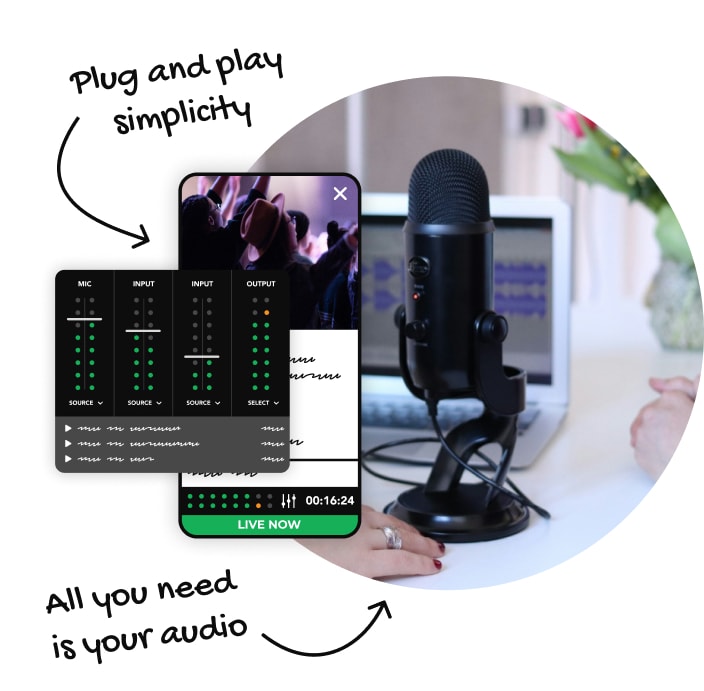 Plug and play
simplicity
MIC INPUT INPUT OUTPUT
SOURCE SOURCE SOURCE SELECT
00:16:24
LIVE NOW
All you need
is your audio